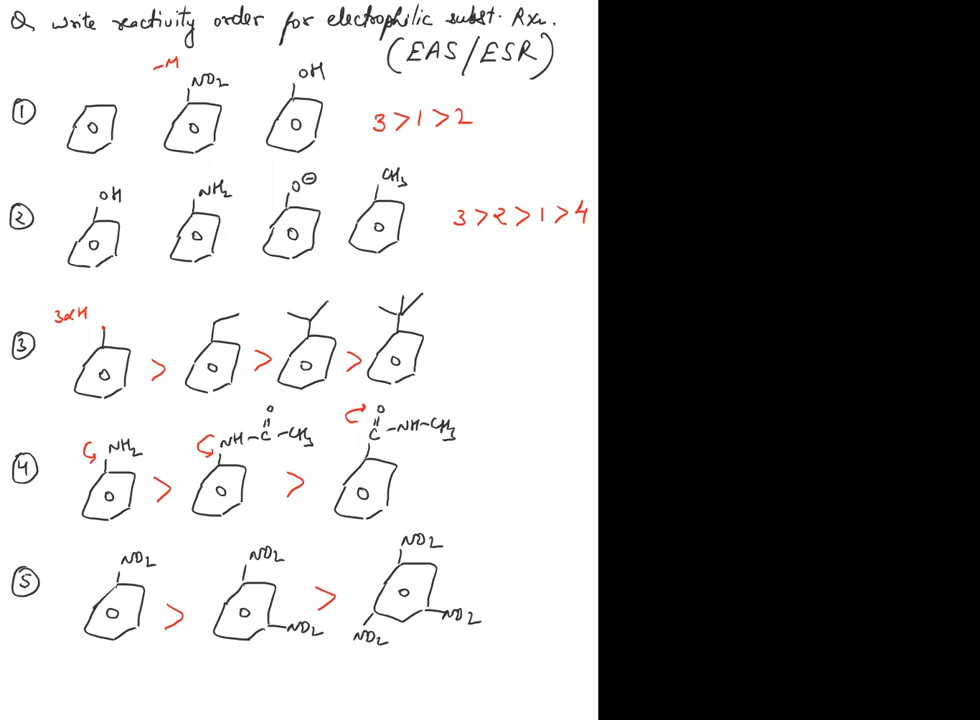 Q. write reactivity order for electrophilic subst. Rxn.
(EAS/ESR)
① -M NO2 OH 3 > 1 > 2
② OH NH2 O⊖ CH3 3 > 2 > 1 > 4
③ 3αH > > >
④ NH2 > NH-C-CH3 O > C-NH-CH3 O
⑤ NO2 > NO2 NO2 > NO2 NO2 NO2